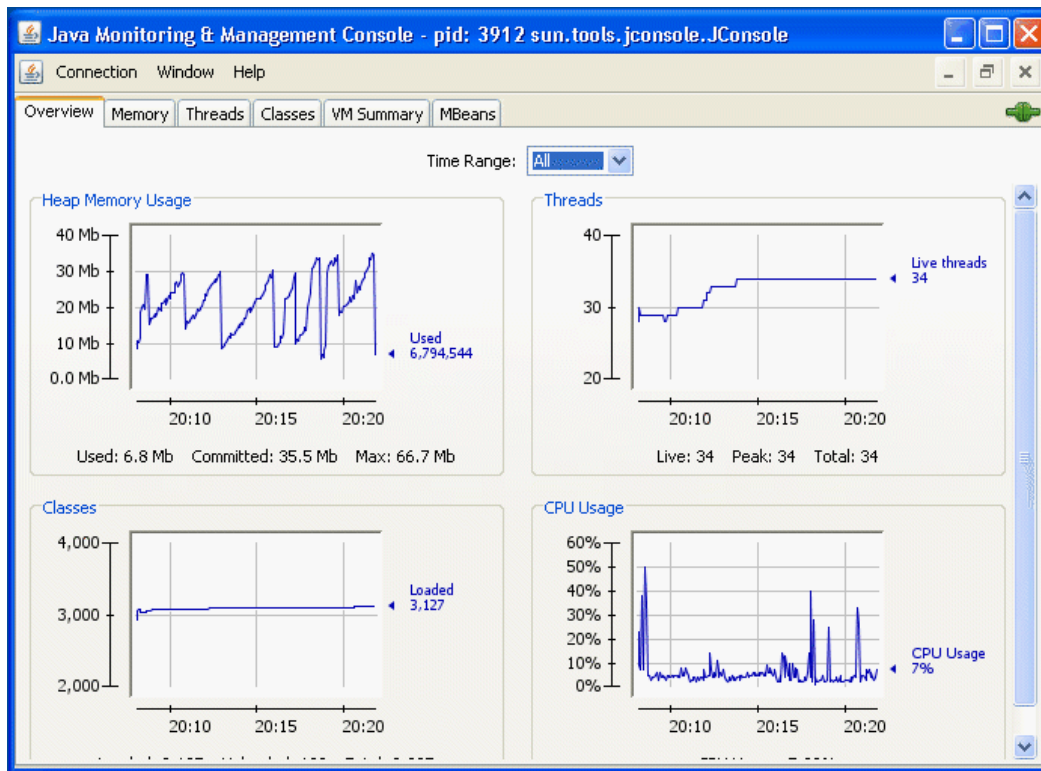 Java Monitoring & Management Console - pid: 3912 sun.tools.jconsole.JConsole
Connection Window Help
Overview Memory Threads Classes VM Summary MBeans
Time Range: All
Heap Memory Usage
40 Mb
30 Mb
20 Mb
10 Mb
0.0 Mb
Used
6,794,544
20:10 20:15 20:20
Used: 6.8 Mb Committed: 35.5 Mb Max: 66.7 Mb
Threads
40
30
20
Live threads
34
20:10 20:15 20:20
Live: 34 Peak: 34 Total: 34
Classes
4,000
3,000
2,000
Loaded
3,127
20:10 20:15 20:20
CPU Usage
60%
50%
40%
30%
20%
10%
0%
CPU Usage
7%
20:10 20:15 20:20